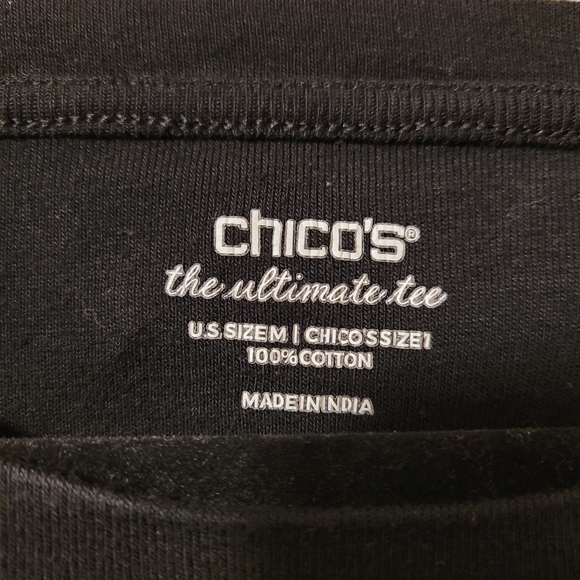 chico's®
the ultimate tee
U.S. SIZE M | CHICO'S SIZE 1
100% COTTON
MADE IN INDIA